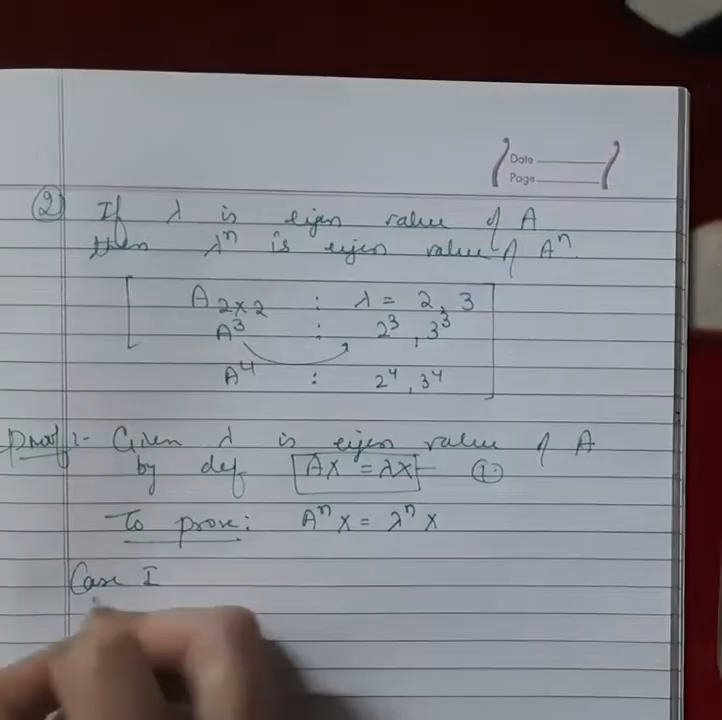 Date
Page
② If λ is eigen value of A
then λⁿ is eigen value of Aⁿ.
A₂ₓ₂ : λ = 2, 3
A³ : 2³, 3³
A⁴ : 2⁴, 3⁴
Proof :- Given λ is eigen value of A
by def AX = λX - ①
To prove: Aⁿ X = λⁿ X
Case I